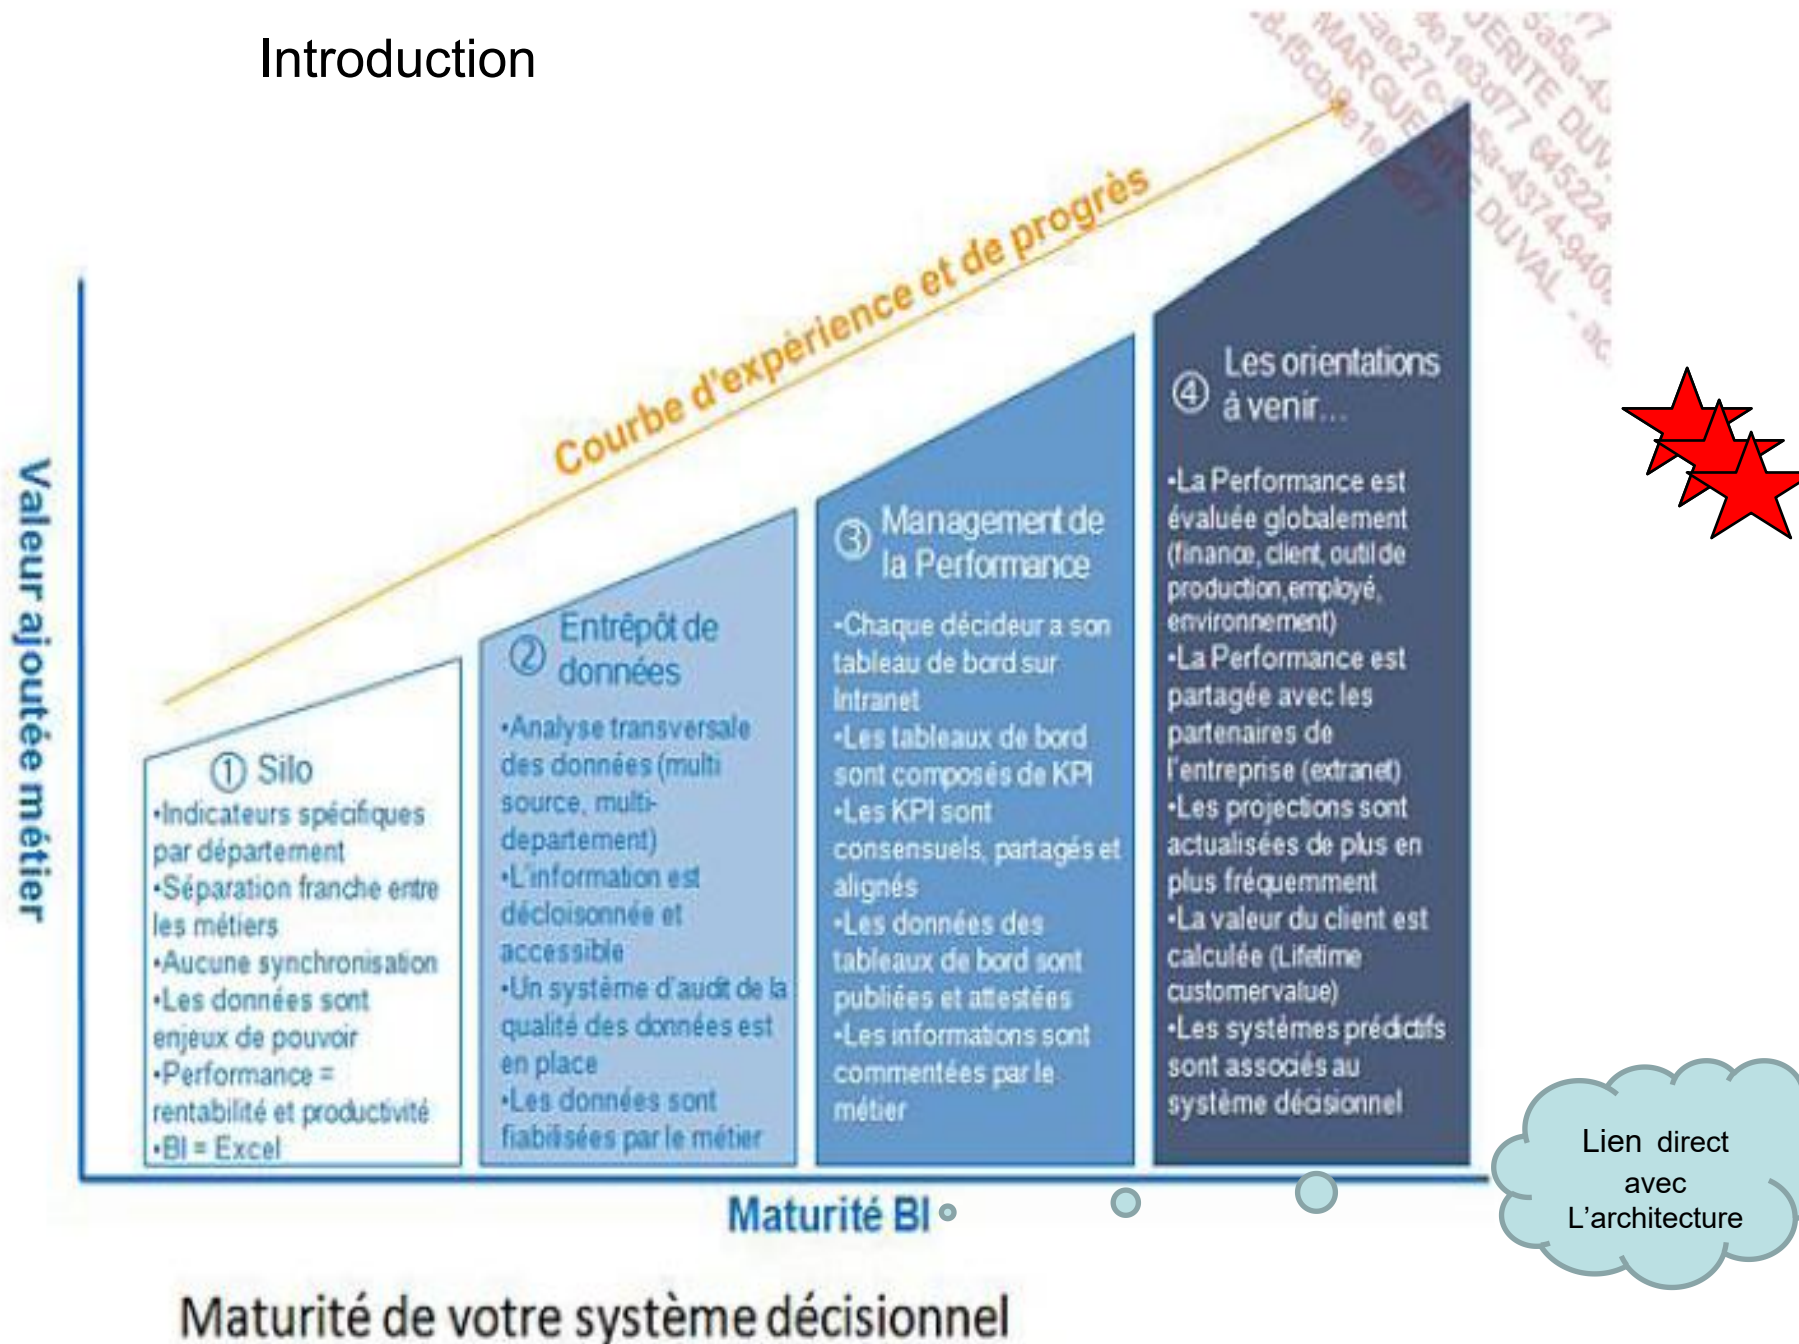 Introduction
Courbe d'expérience et de progrès
Valeur ajoutée métier
① Silo
•Indicateurs spécifiques
par département
•Séparation franche entre
les métiers
•Aucune synchronisation
•Les données sont
enjeux de pouvoir
•Performance =
rentabilité et productivité
•BI = Excel
② Entrêpôt de
données
•Analyse transversale
des données (multi
source, multi-
departement)
•L'information est
décloisonnée et
accessible
•Un système d'audit de la
qualité des données est
en place
•Les données sont
fiabilisées par le métier
③ Management de
la Performance
•Chaque décideur a son
tableau de bord sur
Intranet
•Les tableaux de bord
sont composés de KPI
•Les KPI sont
consensuels, partagés et
alignés
•Les données des
tableaux de bord sont
publiées et attestées
•Les informations sont
commentées par le
métier
④ Les orientations
à venir...
•La Performance est
évaluée globalement
(finance, client, outil de
production,employé,
environnement)
•La Performance est
partagée avec les
partenaires de
l'entreprise (extranet)
•Les projections sont
actualisées de plus en
plus fréquemment
•La valeur du client est
calculée (Lifetime
customervalue)
•Les systèmes prédictifs
sont associés au
système décisionnel
Maturité BI
Lien direct
avec
L'architecture
Maturité de votre système décisionnel